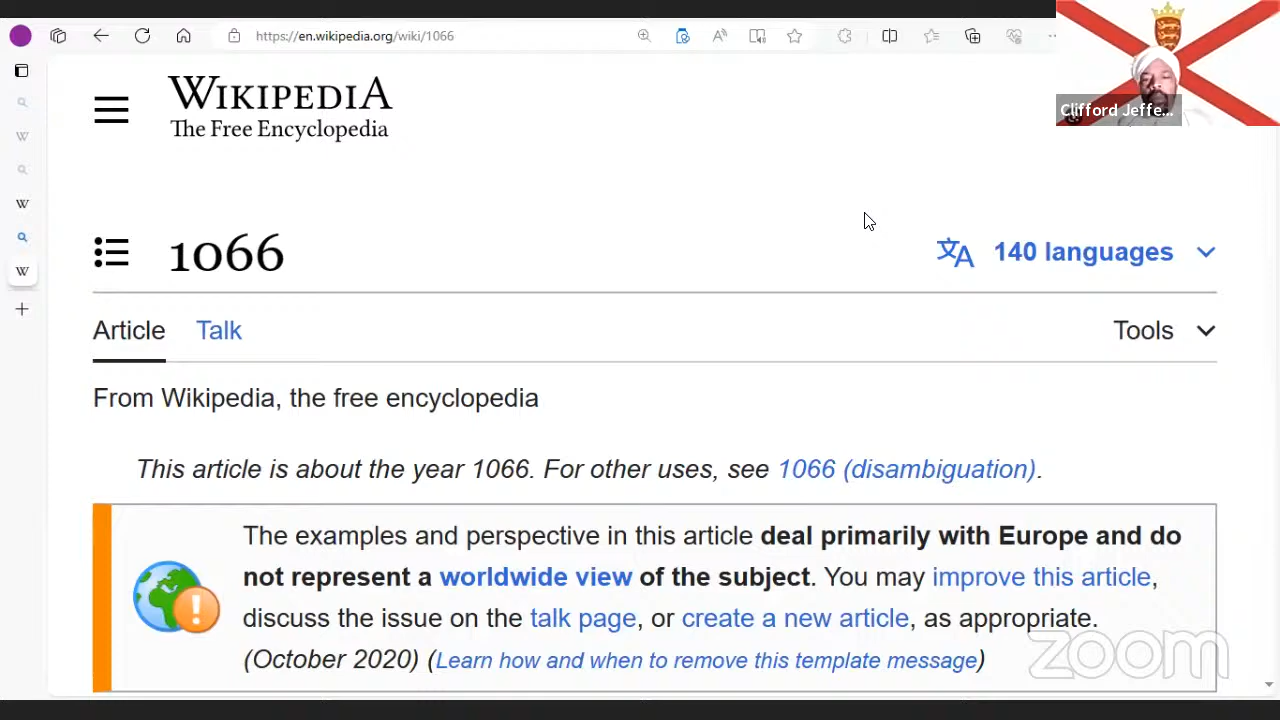 https://en.wikipedia.org/wiki/1066
Clifford Jeffe...
WIKIPEDIA
The Free Encyclopedia
1066
140 languages
Article Talk
Tools
From Wikipedia, the free encyclopedia
This article is about the year 1066. For other uses, see 1066 (disambiguation).
The examples and perspective in this article deal primarily with Europe and do
not represent a worldwide view of the subject. You may improve this article,
discuss the issue on the talk page, or create a new article, as appropriate.
(October 2020) (Learn how and when to remove this template message)
zoom